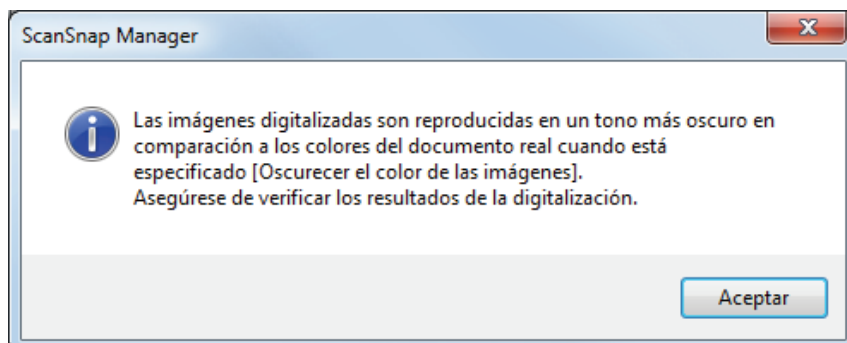 ScanSnap Manager
Las imágenes digitalizadas son reproducidas en un tono más oscuro en
comparación a los colores del documento real cuando está
especificado [Oscurecer el color de las imágenes].
Asegúrese de verificar los resultados de la digitalización.
Aceptar